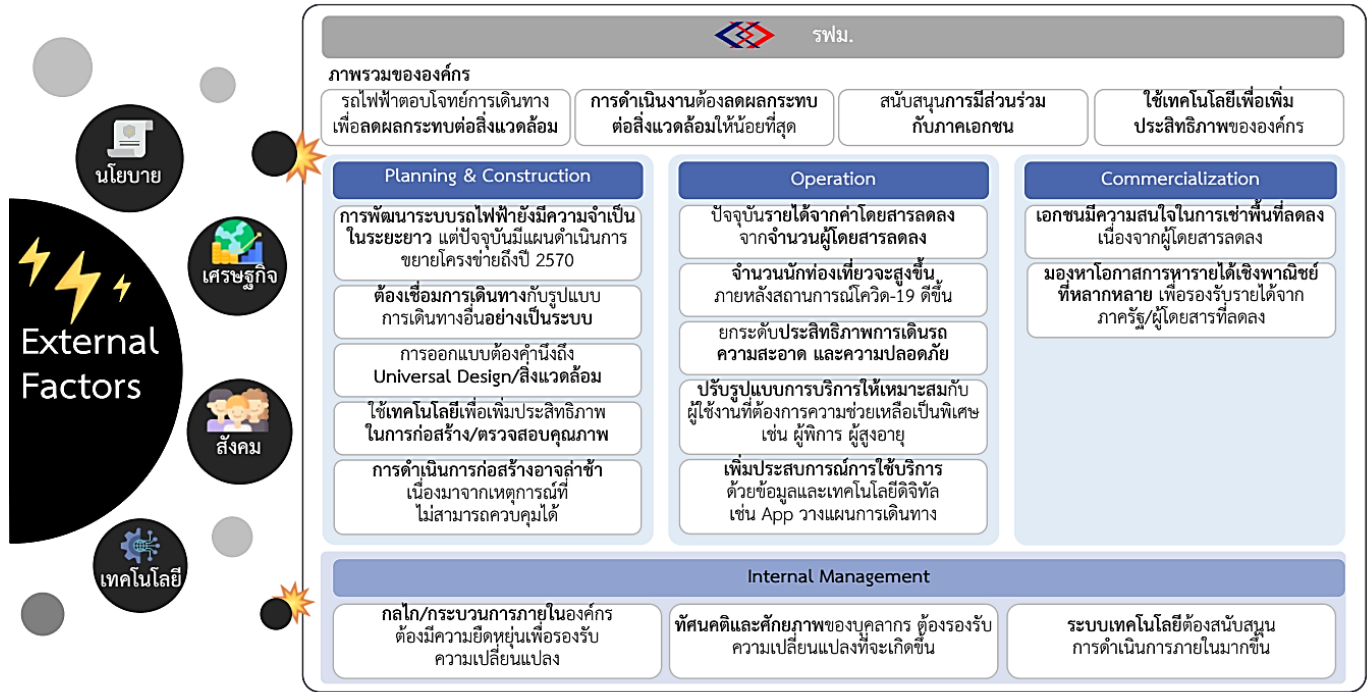 รฟม.
ภาพรวมขององค์กร
รถไฟฟ้าตอบโจทย์การเดินทาง
เพื่อลดผลกระทบต่อสิ่งแวดล้อม
การดำเนินงานต้องลดผลกระทบ
ต่อสิ่งแวดล้อมให้น้อยที่สุด
สนับสนุนการมีส่วนร่วม
กับภาคเอกชน
ใช้เทคโนโลยีเพื่อเพิ่ม
ประสิทธิภาพขององค์กร
External
Factors
นโยบาย
เศรษฐกิจ
สังคม
เทคโนโลยี
Planning & Construction
การพัฒนาระบบรถไฟฟ้ายังมีความจำเป็น
ในระยะยาว แต่ปัจจุบันมีแผนดำเนินการ
ขยายโครงข่ายถึงปี 2570
ต้องเชื่อมการเดินทางกับรูปแบบ
การเดินทางอื่นอย่างเป็นระบบ
การออกแบบต้องคำนึงถึง
Universal Design/สิ่งแวดล้อม
ใช้เทคโนโลยีเพื่อเพิ่มประสิทธิภาพ
ในการก่อสร้าง/ตรวจสอบคุณภาพ
การดำเนินการก่อสร้างอาจล่าช้า
เนื่องมาจากเหตุการณ์ที่
ไม่สามารถควบคุมได้
Operation
ปัจจุบันรายได้จากค่าโดยสารลดลง
จากจำนวนผู้โดยสารลดลง
จำนวนนักท่องเที่ยวจะสูงขึ้น
ภายหลังสถานการณ์โควิด-19 ดีขึ้น
ยกระดับประสิทธิภาพการเดินรถ
ความสะอาด และความปลอดภัย
ปรับรูปแบบการบริการให้เหมาะสมกับ
ผู้ใช้งานที่ต้องการความช่วยเหลือเป็นพิเศษ
เช่น ผู้พิการ ผู้สูงอายุ
เพิ่มประสบการณ์การใช้บริการ
ด้วยข้อมูลและเทคโนโลยีดิจิทัล
เช่น App วางแผนการเดินทาง
Commercialization
เอกชนมีความสนใจในการเช่าพื้นที่ลดลง
เนื่องจากผู้โดยสารลดลง
มองหาโอกาสการหารายได้เชิงพาณิชย์
ที่หลากหลาย เพื่อรองรับรายได้จาก
ภาครัฐ/ผู้โดยสารที่ลดลง
Internal Management
กลไก/กระบวนการภายในองค์กร
ต้องมีความยืดหยุ่นเพื่อรองรับ
ความเปลี่ยนแปลง
ทัศนคติและศักยภาพของบุคลากร ต้องรองรับ
ความเปลี่ยนแปลงที่จะเกิดขึ้น
ระบบเทคโนโลยีต้องสนับสนุน
การดำเนินการภายในมากขึ้น